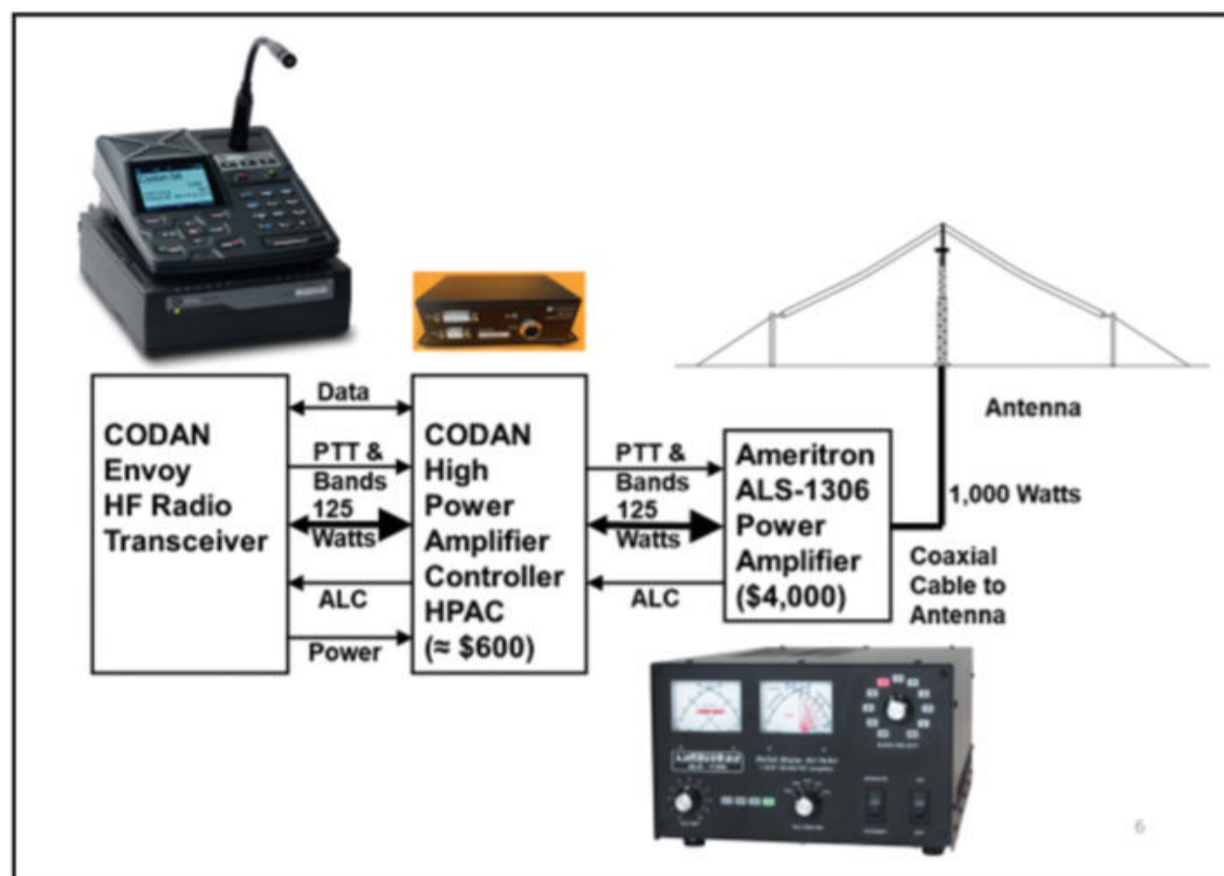 CODAN
Envoy
HF Radio
Transceiver
Data
PTT &
Bands
125
Watts
ALC
Power
CODAN
High
Power
Amplifier
Controller
HPAC
(≈ $600)
PTT &
Bands
125
Watts
ALC
Ameritron
ALS-1306
Power
Amplifier
($4,000)
Antenna
1,000 Watts
Coaxial
Cable to
Antenna
6